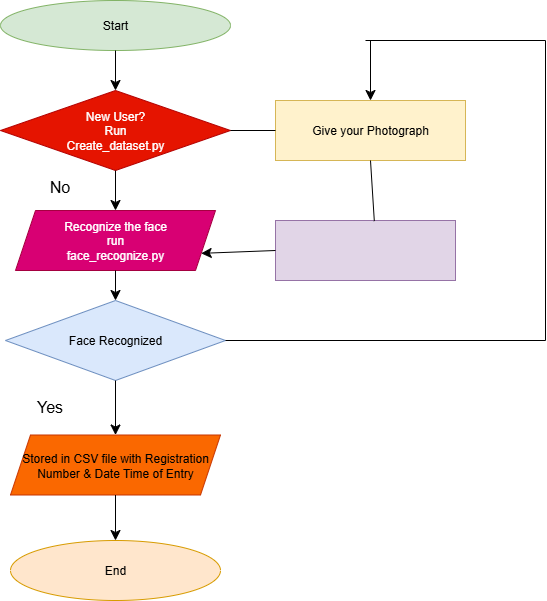 Start
New User?
Run
Create_dataset.py
Give your Photograph
No
Recognize the face
run
face_recognize.py
Face Recognized
Yes
Stored in CSV file with Registration
Number & Date Time of Entry
End